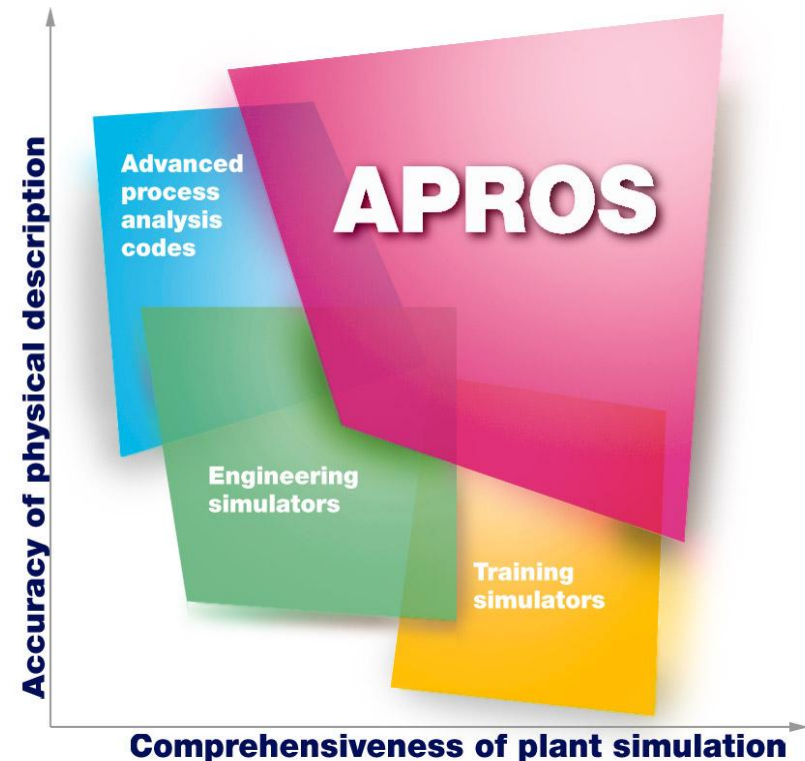 Accuracy of physical description
Advanced
process
analysis
codes
APROS
Engineering
simulators
Training
simulators
Comprehensiveness of plant simulation